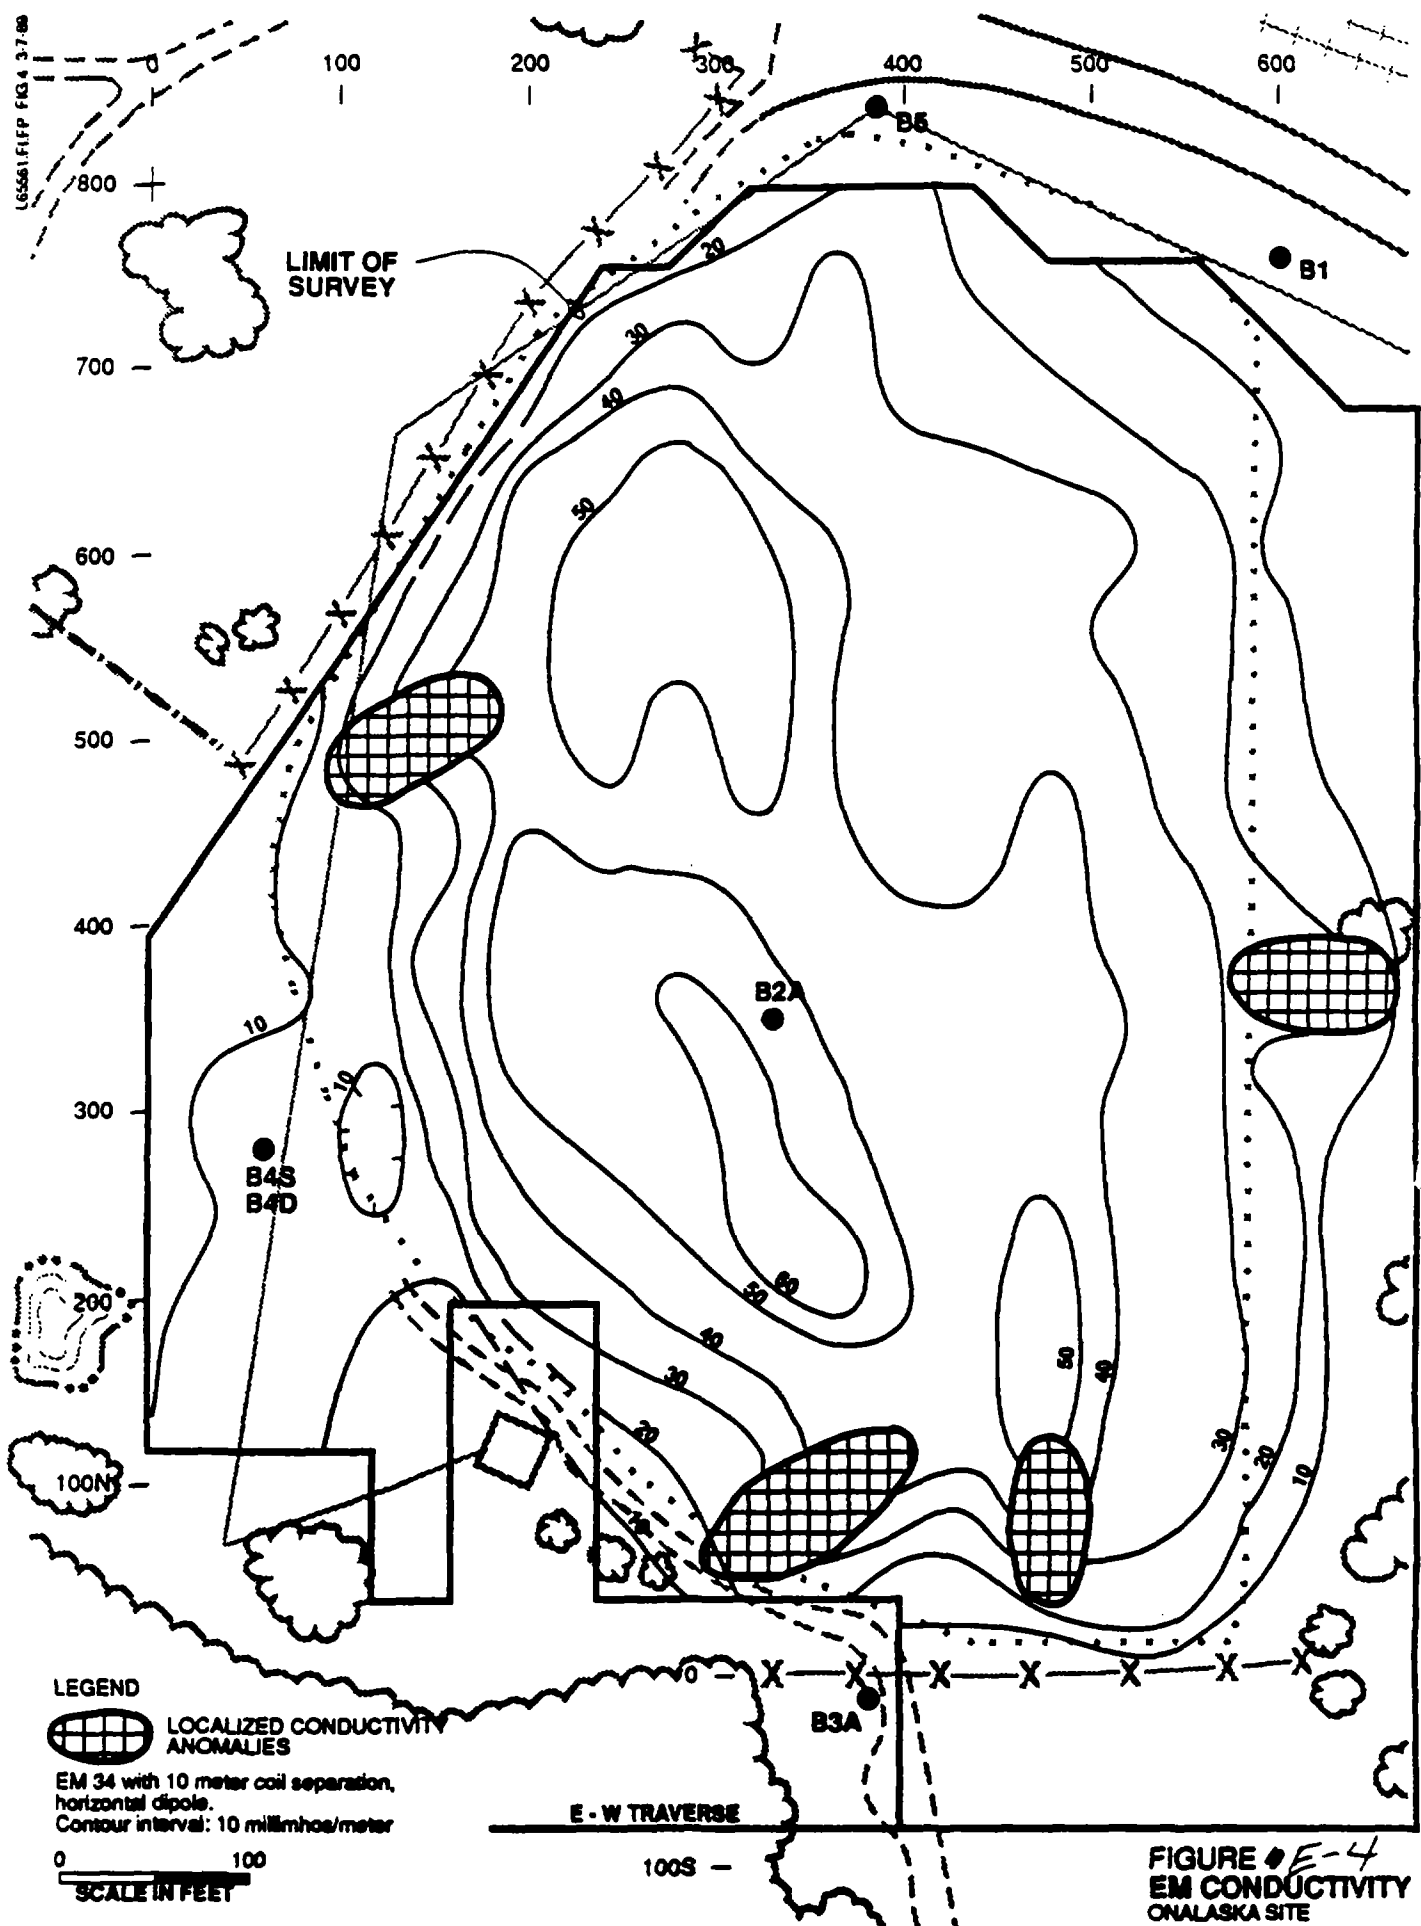 L65561.FI.FP FIG 4 3-7-89
0 100 200 300 400 500 600
B5
800
20
LIMIT OF
SURVEY
B1
30
700
40
50
600
500
400
B2A
10
10
300
B4S
B4D
60
50
200
40
50
40
30
30
20
20
10
100N
10
0
B3A
LEGEND
LOCALIZED CONDUCTIVITY
ANOMALIES
EM 34 with 10 meter coil separation,
horizontal dipole.
Contour interval: 10 millimhos/meter
E - W TRAVERSE
0 100
SCALE IN FEET
100S
FIGURE E-4
EM CONDUCTIVITY
ONALASKA SITE